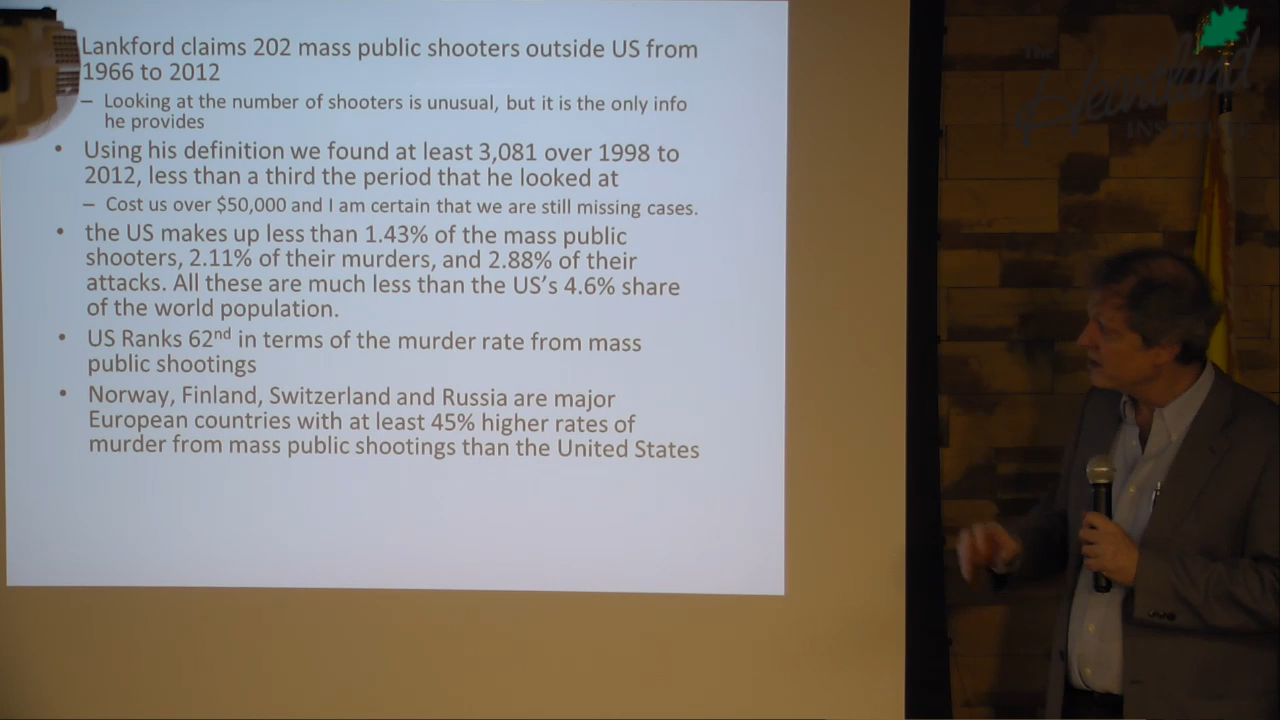 Lankford claims 202 mass public shooters outside US from
1966 to 2012
– Looking at the number of shooters is unusual, but it is the only info
he provides
• Using his definition we found at least 3,081 over 1998 to
2012, less than a third the period that he looked at
– Cost us over $50,000 and I am certain that we are still missing cases.
• the US makes up less than 1.43% of the mass public
shooters, 2.11% of their murders, and 2.88% of their
attacks. All these are much less than the US's 4.6% share
of the world population.
• US Ranks 62nd in terms of the murder rate from mass
public shootings
• Norway, Finland, Switzerland and Russia are major
European countries with at least 45% higher rates of
murder from mass public shootings than the United States
The
Heartland
INSTITUTE